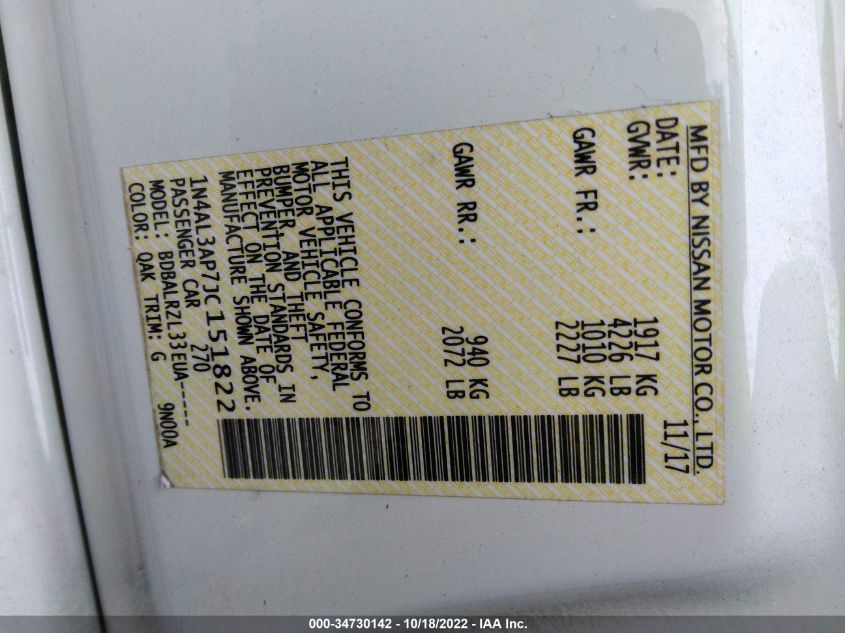 MFD BY NISSAN MOTOR CO., LTD.
DATE: 11/17
GVWR: 1917 KG
4226 LB
GAWR FR.: 1010 KG
2227 LB
GAWR RR.: 940 KG
2072 LB
THIS VEHICLE CONFORMS TO
ALL APPLICABLE FEDERAL
MOTOR VEHICLE SAFETY,
BUMPER, AND THEFT
PREVENTION STANDARDS IN
EFFECT ON THE DATE OF
MANUFACTURE SHOWN ABOVE.
1N4AL3AP7JC151822
PASSENGER CAR 270
MODEL: BDBALRZL33EUA-----
COLOR: QAK TRIM: G 9N00A
000-34730142 - 10/18/2022 - IAA Inc.